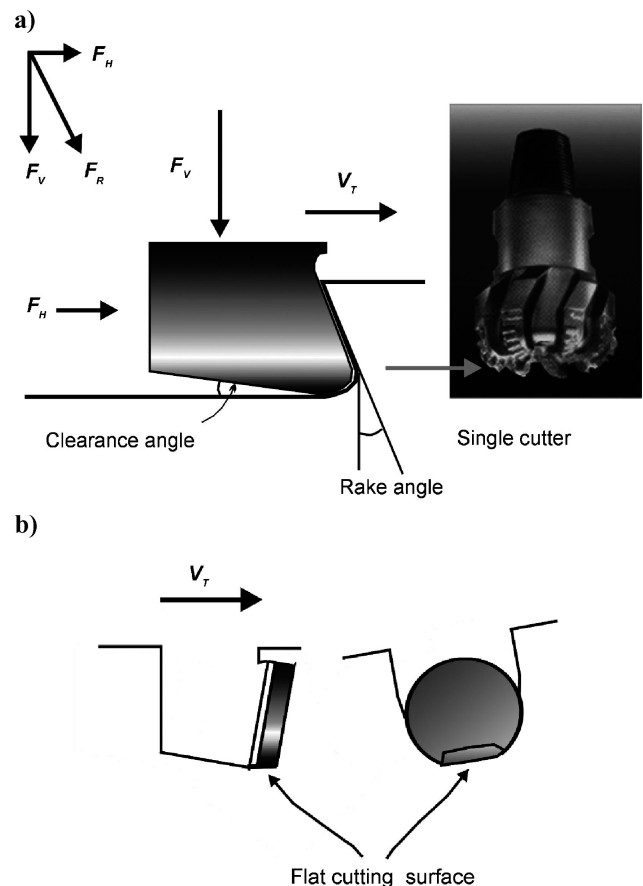 a)
F_H
F_V
F_R
F_V
V_T
F_H
Clearance angle
Single cutter
Rake angle
b)
V_T
Flat cutting surface